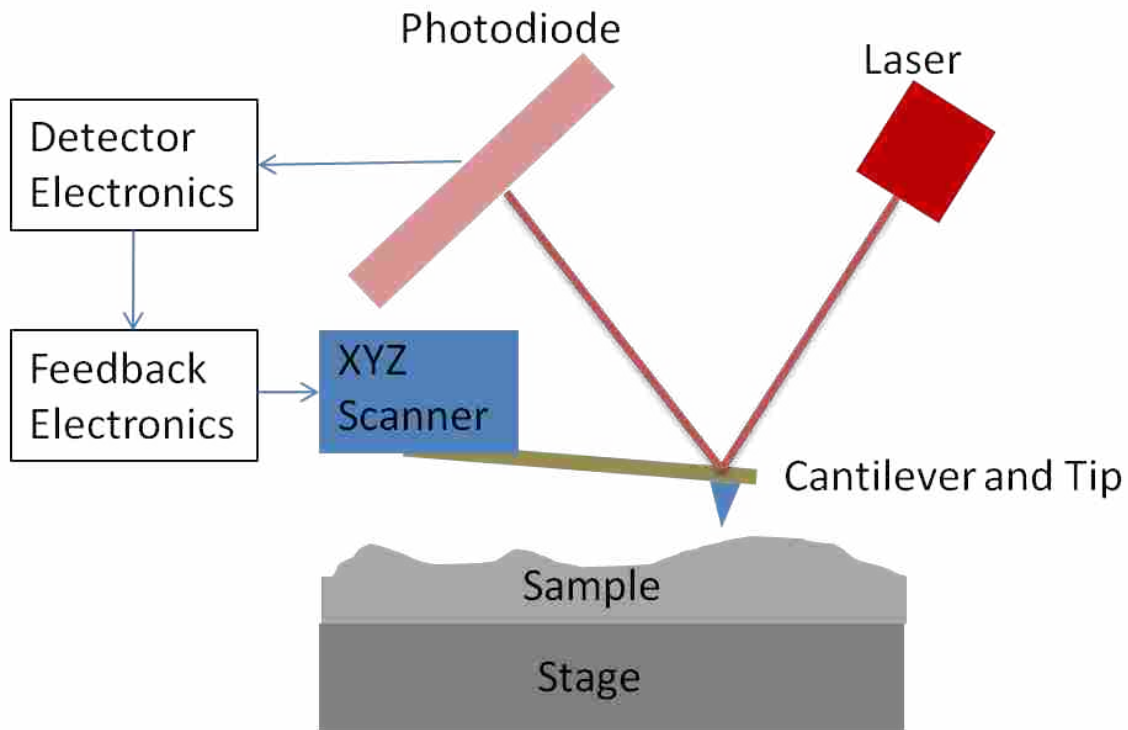 Photodiode
Laser
Detector
Electronics
Feedback
Electronics
XYZ
Scanner
Cantilever and Tip
Sample
Stage